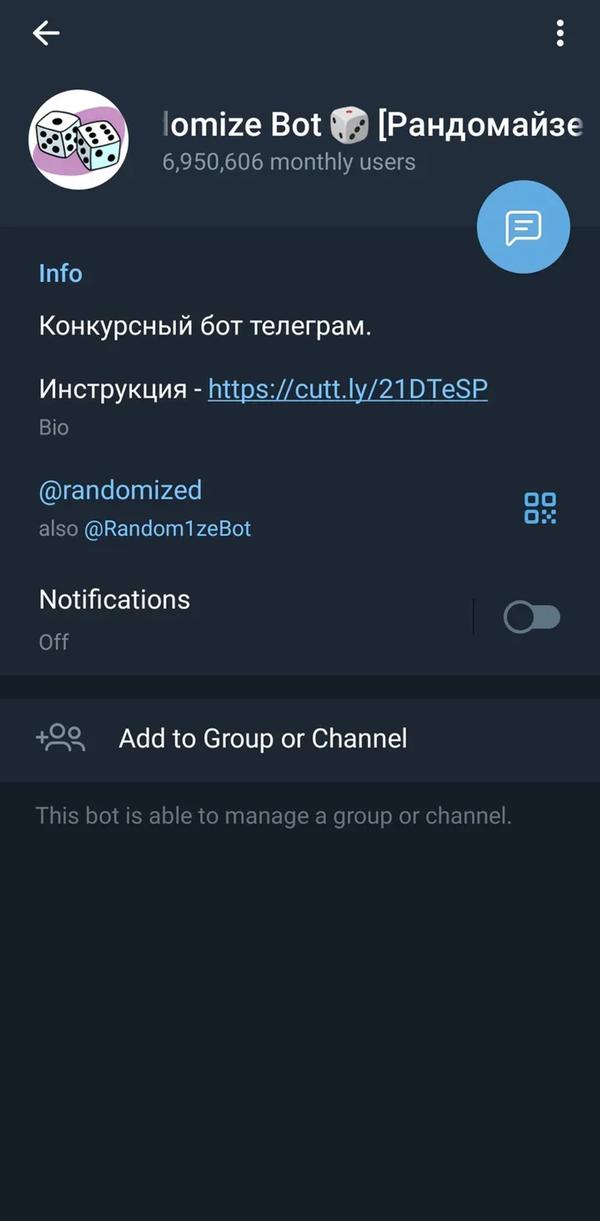 lomize Bot 🎲 [Рандомайзе
6,950,606 monthly users
Info
Конкурсный бот телеграм.
Инструкция - https://cutt.ly/21DTeSP
Bio
@randomized
also @Random1zeBot
Notifications
Off
Add to Group or Channel
This bot is able to manage a group or channel.